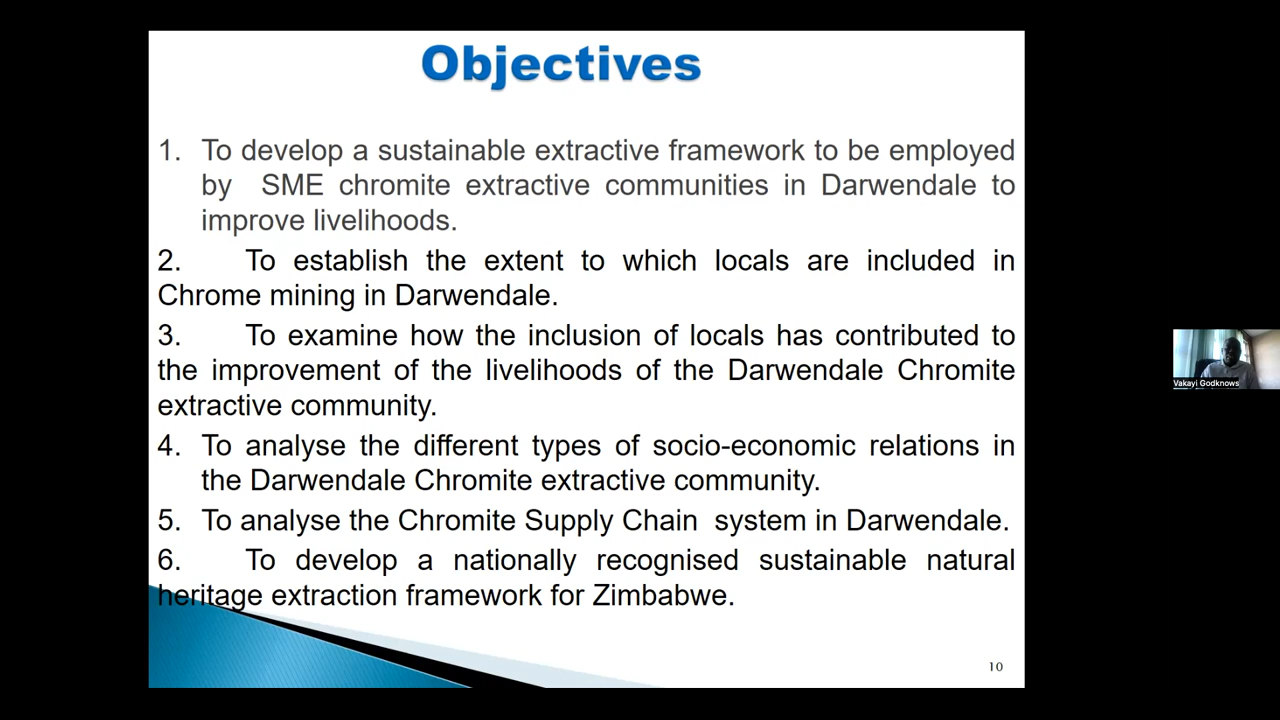 Objectives
1. To develop a sustainable extractive framework to be employed
by SME chromite extractive communities in Darwendale to
improve livelihoods.
2. To establish the extent to which locals are included in
Chrome mining in Darwendale.
3. To examine how the inclusion of locals has contributed to
the improvement of the livelihoods of the Darwendale Chromite
extractive community.
4. To analyse the different types of socio-economic relations in
the Darwendale Chromite extractive community.
5. To analyse the Chromite Supply Chain system in Darwendale.
6. To develop a nationally recognised sustainable natural
heritage extraction framework for Zimbabwe.
10
Vakayi Godknows